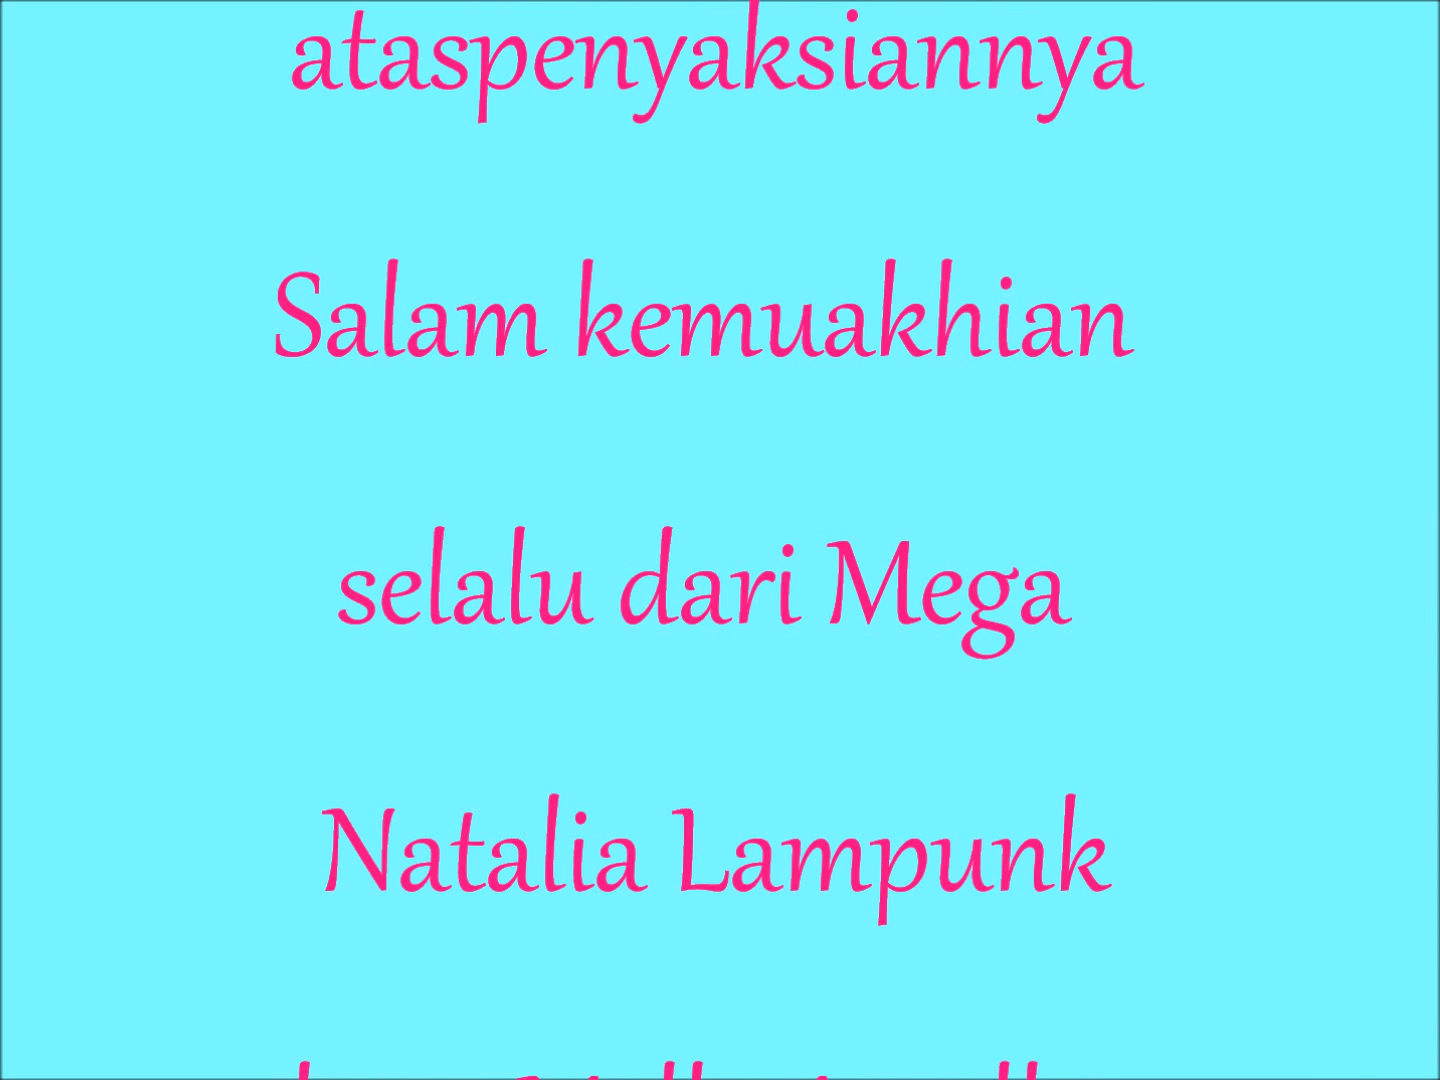 ataspenyaksiannya
Salam kemuakhian
selalu dari Mega
Natalia Lampunk